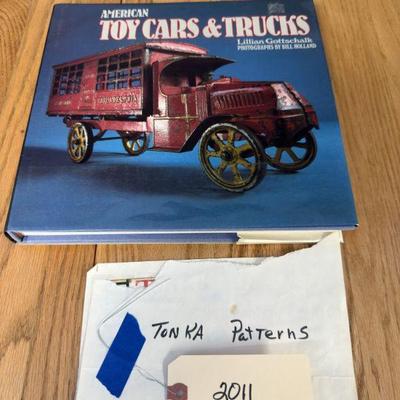 AMERICAN
TOY CARS & TRUCKS
Lillian Gottschalk
PHOTOGRAPHS BY BILL HOLLAND
TONKA Patterns
2011